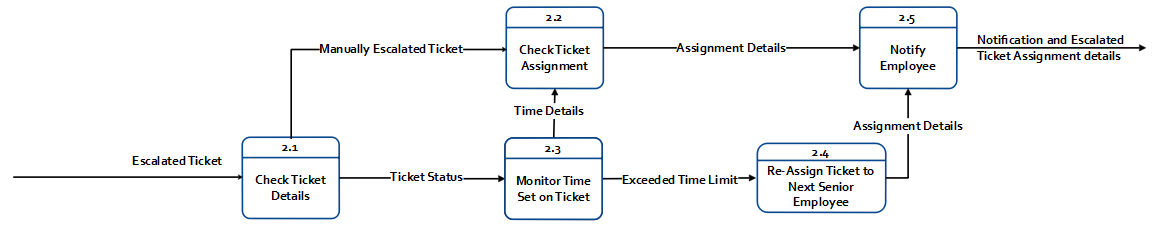 2.2
Check Ticket
Assignment
2.5
Notify
Employee
Manually Escalated Ticket
Assignment Details
Notification and Escalated
Ticket Assignment details
Time Details
Assignment Details
Escalated Ticket
2.1
Check Ticket
Details
Ticket Status
2.3
Monitor Time
Set on Ticket
Exceeded Time Limit
2.4
Re-Assign Ticket to
Next Senior
Employee